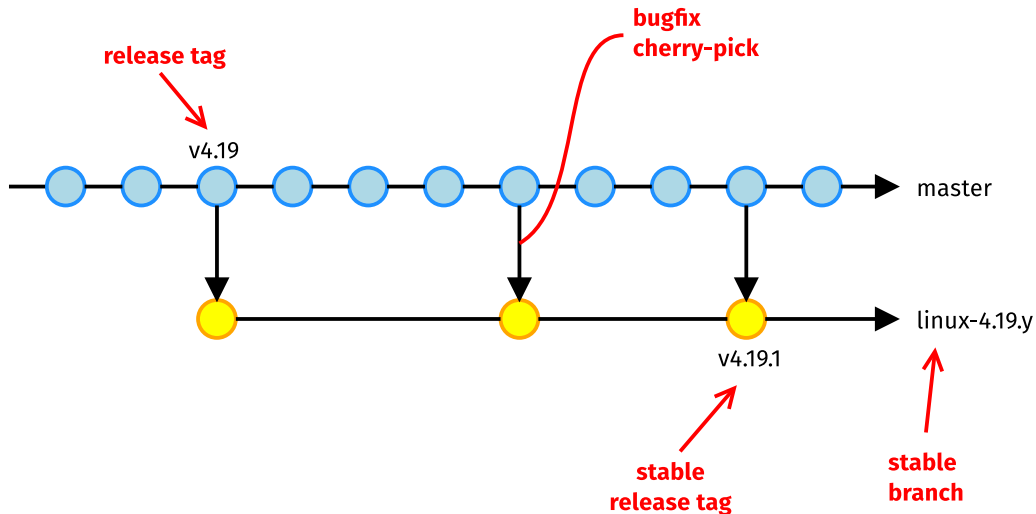 bugfix
cherry-pick
release tag
v4.19
master
linux-4.19.y
v4.19.1
stable
release tag
stable
branch